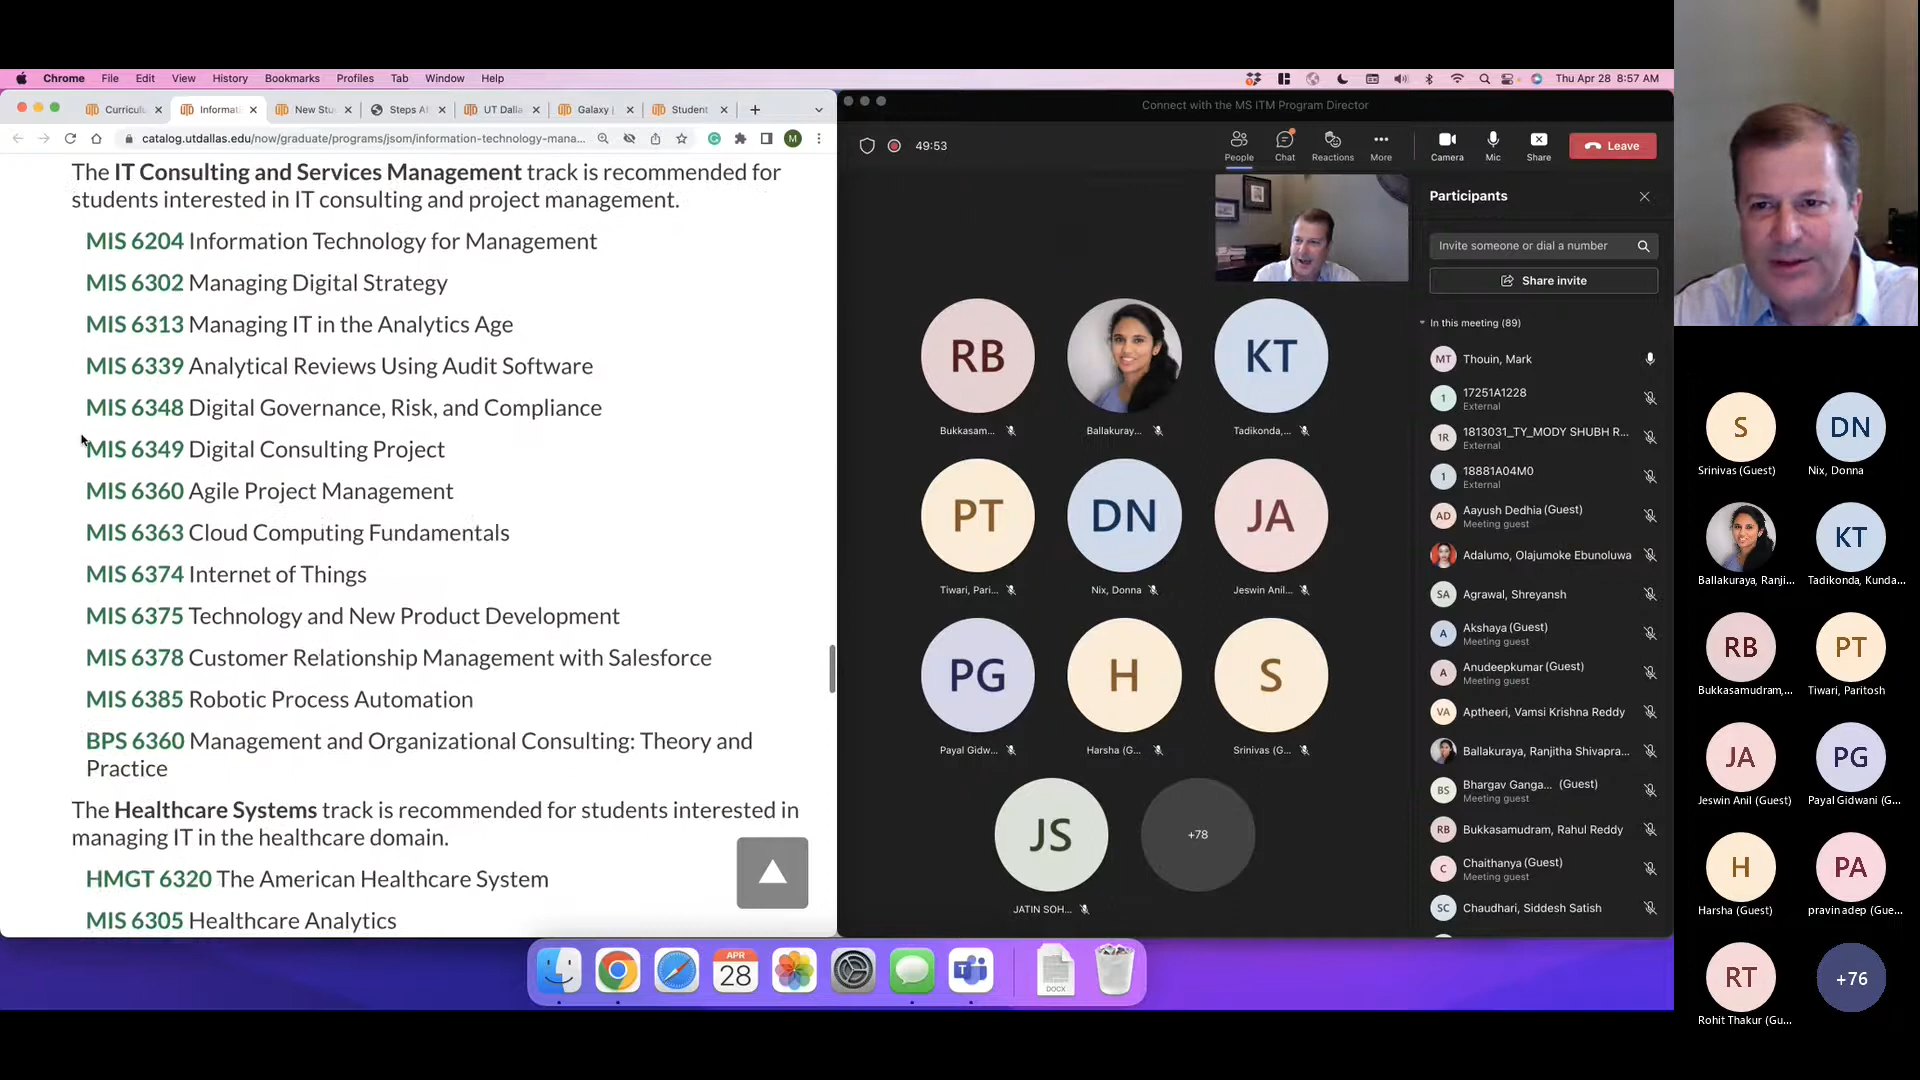 Chrome File Edit View History Bookmarks Profiles Tab Window Help
Thu Apr 28 8:57 AM
Curricul
Informat
New Stu
Steps A
UT Dalla
Galaxy
Student
catalog.utdallas.edu/now/graduate/programs/jsom/information-technology-mana...
M
The IT Consulting and Services Management track is recommended for
students interested in IT consulting and project management.
MIS 6204 Information Technology for Management
MIS 6302 Managing Digital Strategy
MIS 6313 Managing IT in the Analytics Age
MIS 6339 Analytical Reviews Using Audit Software
MIS 6348 Digital Governance, Risk, and Compliance
MIS 6349 Digital Consulting Project
MIS 6360 Agile Project Management
MIS 6363 Cloud Computing Fundamentals
MIS 6374 Internet of Things
MIS 6375 Technology and New Product Development
MIS 6378 Customer Relationship Management with Salesforce
MIS 6385 Robotic Process Automation
BPS 6360 Management and Organizational Consulting: Theory and
Practice
The Healthcare Systems track is recommended for students interested in
managing IT in the healthcare domain.
HMGT 6320 The American Healthcare System
MIS 6305 Healthcare Analytics
Connect with the MS ITM Program Director
49:53
People
Chat
Reactions
More
Camera
Mic
Share
Leave
RB
KT
Bukkasam...
Ballakuray...
Tadikonda,...
PT
DN
JA
Tiwari, Pari...
Nix, Donna
Jeswin Anil...
PG
H
S
Payal Gidw...
Harsha (G...
Srinivas (G...
JS
+78
JATIN SOH...
Participants
Invite someone or dial a number
Share invite
In this meeting (89)
MT Thouin, Mark
1 17251A1228
External
1R 1813031_TY_MODY SHUBH R...
External
1 18881A04M0
External
AD Aayush Dedhia (Guest)
Meeting guest
Adalumo, Olajumoke Ebunoluwa
SA Agrawal, Shreyansh
A Akshaya (Guest)
Meeting guest
A Anudeepkumar (Guest)
Meeting guest
VA Aptheeri, Vamsi Krishna Reddy
Ballakuraya, Ranjitha Shivapra...
BS Bhargav Ganga... (Guest)
Meeting guest
RB Bukkasamudram, Rahul Reddy
C Chaithanya (Guest)
Meeting guest
SC Chaudhari, Siddesh Satish
APR
28
DOCX
S
DN
Srinivas (Guest)
Nix, Donna
KT
Ballakuraya, Ranji...
Tadikonda, Kunda...
RB
PT
Bukkasamudram,...
Tiwari, Paritosh
JA
PG
Jeswin Anil (Guest)
Payal Gidwani (G...
H
PA
Harsha (Guest)
pravin adep (Gue...
RT
+76
Rohit Thakur (Gu...